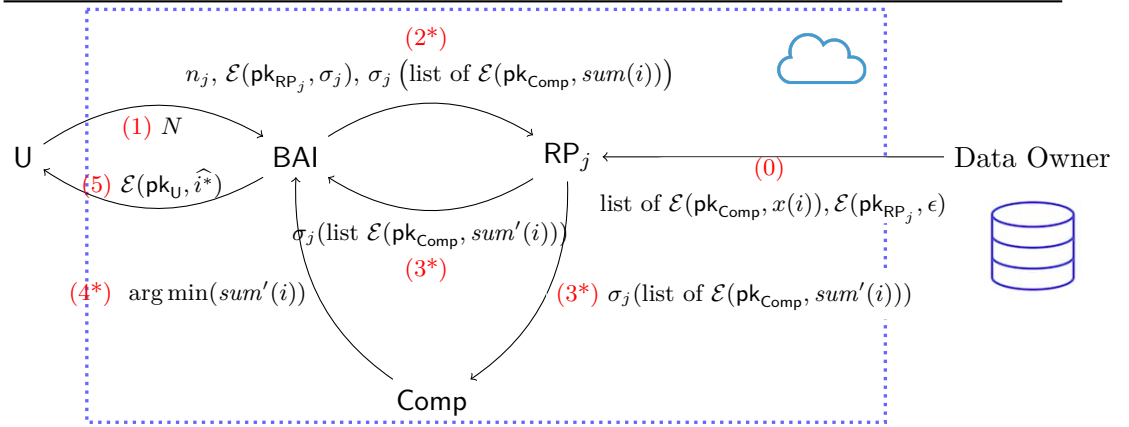 (2*)
n_j, ℰ(pk_{RP_j}, σ_j), σ_j (list of ℰ(pk_Comp, sum(i)))
(1) N
U
BAI
RP_j
Data Owner
(0)
(5) ℰ(pk_U, \widehat{i^*})
list of ℰ(pk_Comp, x(i)), ℰ(pk_{RP_j}, ϵ)
σ_j(list ℰ(pk_Comp, sum′(i)))
(3*)
(4*) arg min(sum′(i))
(3*) σ_j(list of ℰ(pk_Comp, sum′(i)))
Comp